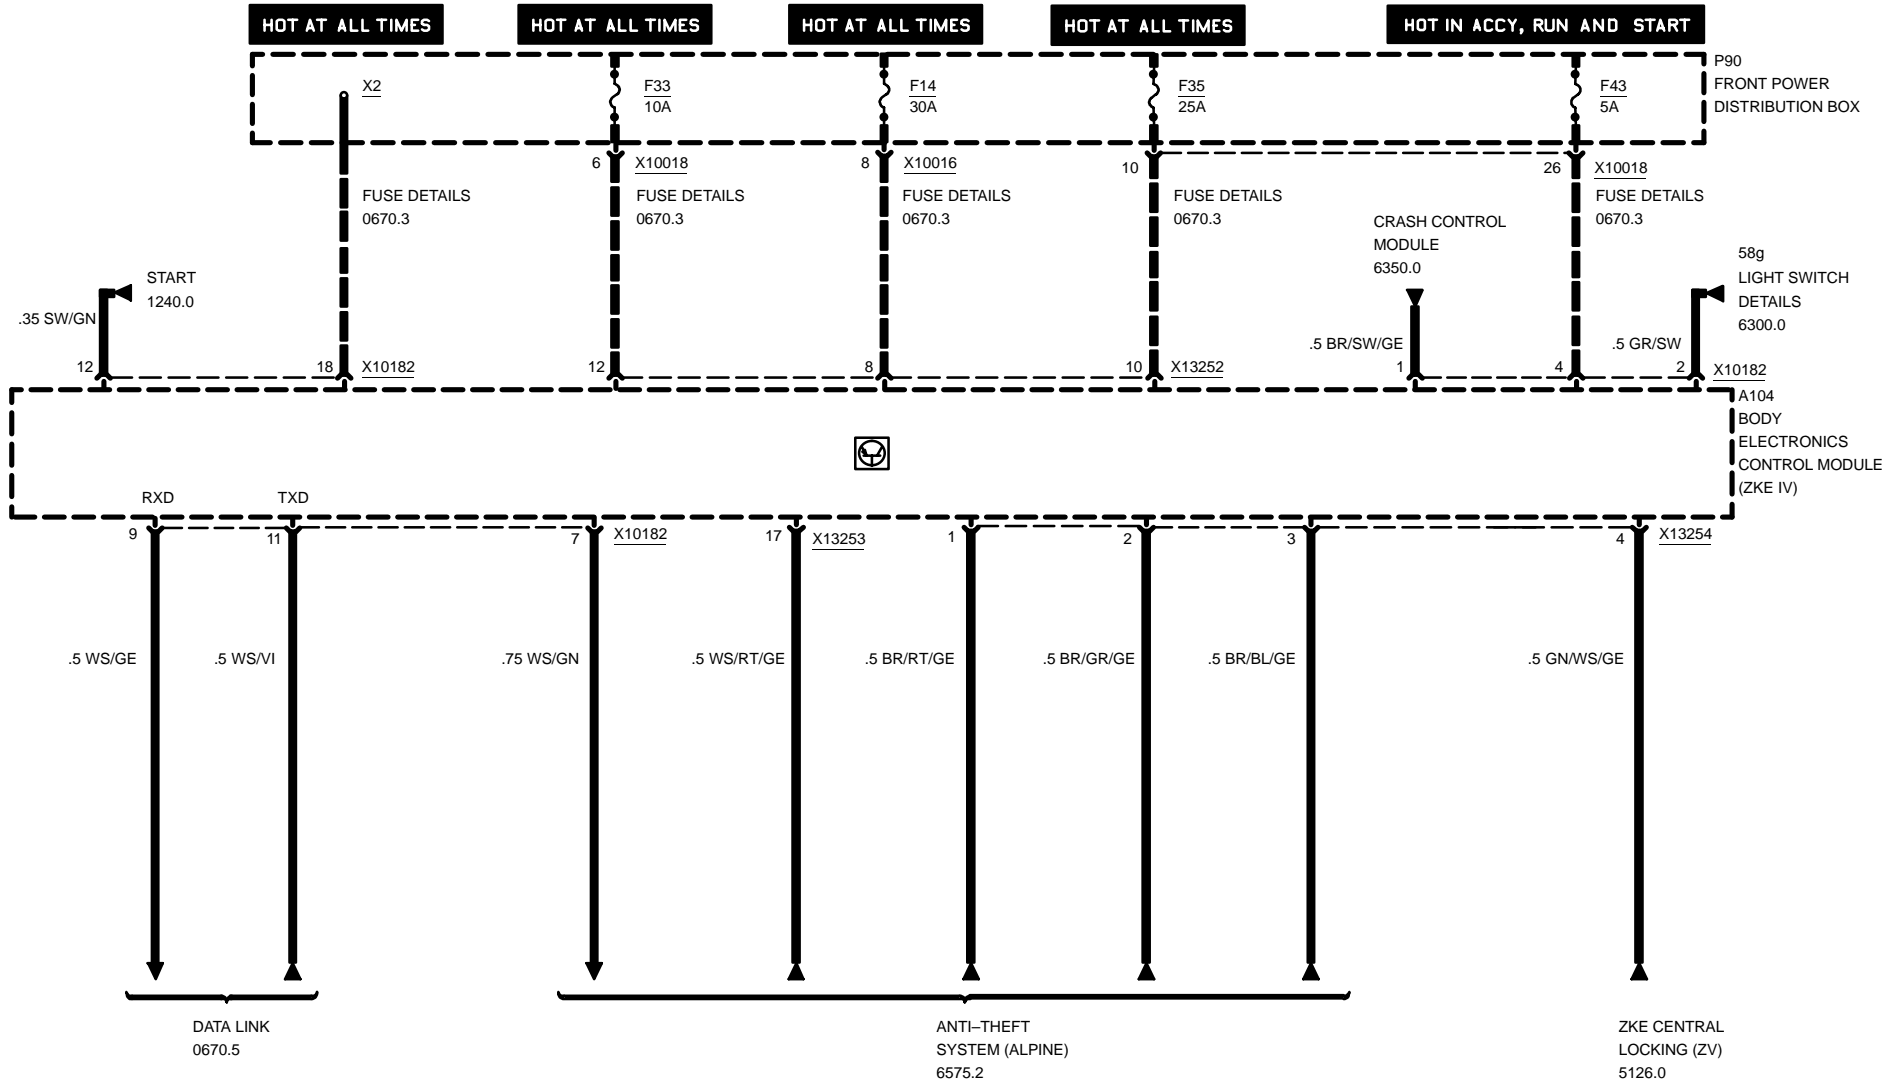 HOT AT ALL TIMES
HOT AT ALL TIMES
HOT AT ALL TIMES
HOT AT ALL TIMES
HOT IN ACCY, RUN AND START
X2
F33
10A
F14
30A
F35
25A
F43
5A
P90
FRONT POWER
DISTRIBUTION BOX
6
X10018
8
X10016
10
26
X10018
FUSE DETAILS
0670.3
FUSE DETAILS
0670.3
FUSE DETAILS
0670.3
FUSE DETAILS
0670.3
FUSE DETAILS
0670.3
CRASH CONTROL
MODULE
6350.0
58g
LIGHT SWITCH
DETAILS
6300.0
START
1240.0
.35 SW/GN
.5 BR/SW/GE
.5 GR/SW
12
18
X10182
12
8
10
X13252
1
4
2
X10182
A104
BODY
ELECTRONICS
CONTROL MODULE
(ZKE IV)
RXD
TXD
9
11
7
X10182
17
X13253
1
2
3
4
X13254
.5 WS/GE
.5 WS/VI
.75 WS/GN
.5 WS/RT/GE
.5 BR/RT/GE
.5 BR/GR/GE
.5 BR/BL/GE
.5 GN/WS/GE
DATA LINK
0670.5
ANTI–THEFT
SYSTEM (ALPINE)
6575.2
ZKE CENTRAL
LOCKING (ZV)
5126.0